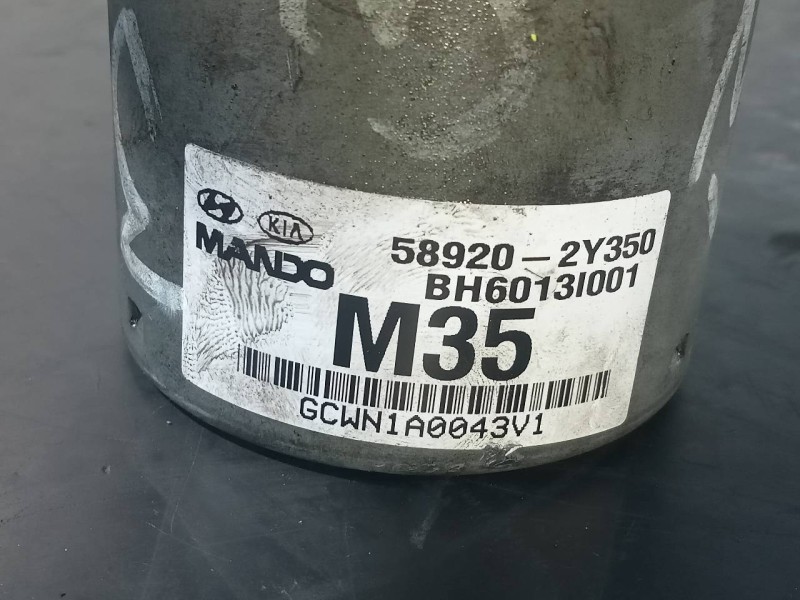 KIA
MANDO
58920-2Y350
BH6013I001
M35
GCWN1A0043V1